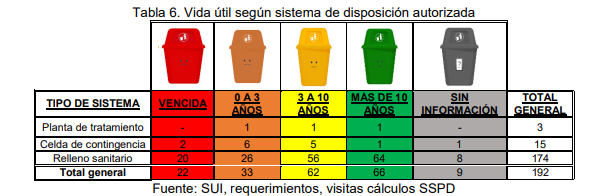 Tabla 6. Vida útil según sistema de disposición autorizada
TIPO DE SISTEMA VENCIDA 0 A 3 AÑOS 3 A 10 AÑOS MAS DE 10 AÑOS SIN INFORMACIÓN TOTAL GENERAL
Planta de tratamiento - 1 1 1 - 3
Celda de contingencia 2 6 5 1 1 15
Relleno sanitario 20 26 56 64 8 174
Total general 22 33 62 66 9 192
Fuente: SUI, requerimientos, visitas cálculos SSPD